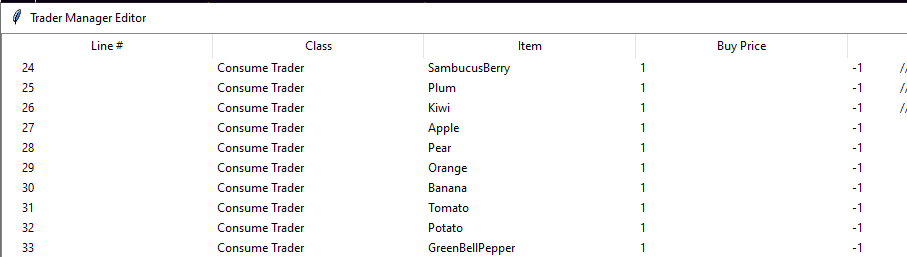 Trader Manager Editor
Line # Class Item Buy Price
24 Consume Trader SambucusBerry 1 -1 //
25 Consume Trader Plum 1 -1 //
26 Consume Trader Kiwi 1 -1 //
27 Consume Trader Apple 1 -1
28 Consume Trader Pear 1 -1
29 Consume Trader Orange 1 -1
30 Consume Trader Banana 1 -1
31 Consume Trader Tomato 1 -1
32 Consume Trader Potato 1 -1
33 Consume Trader GreenBellPepper 1 -1